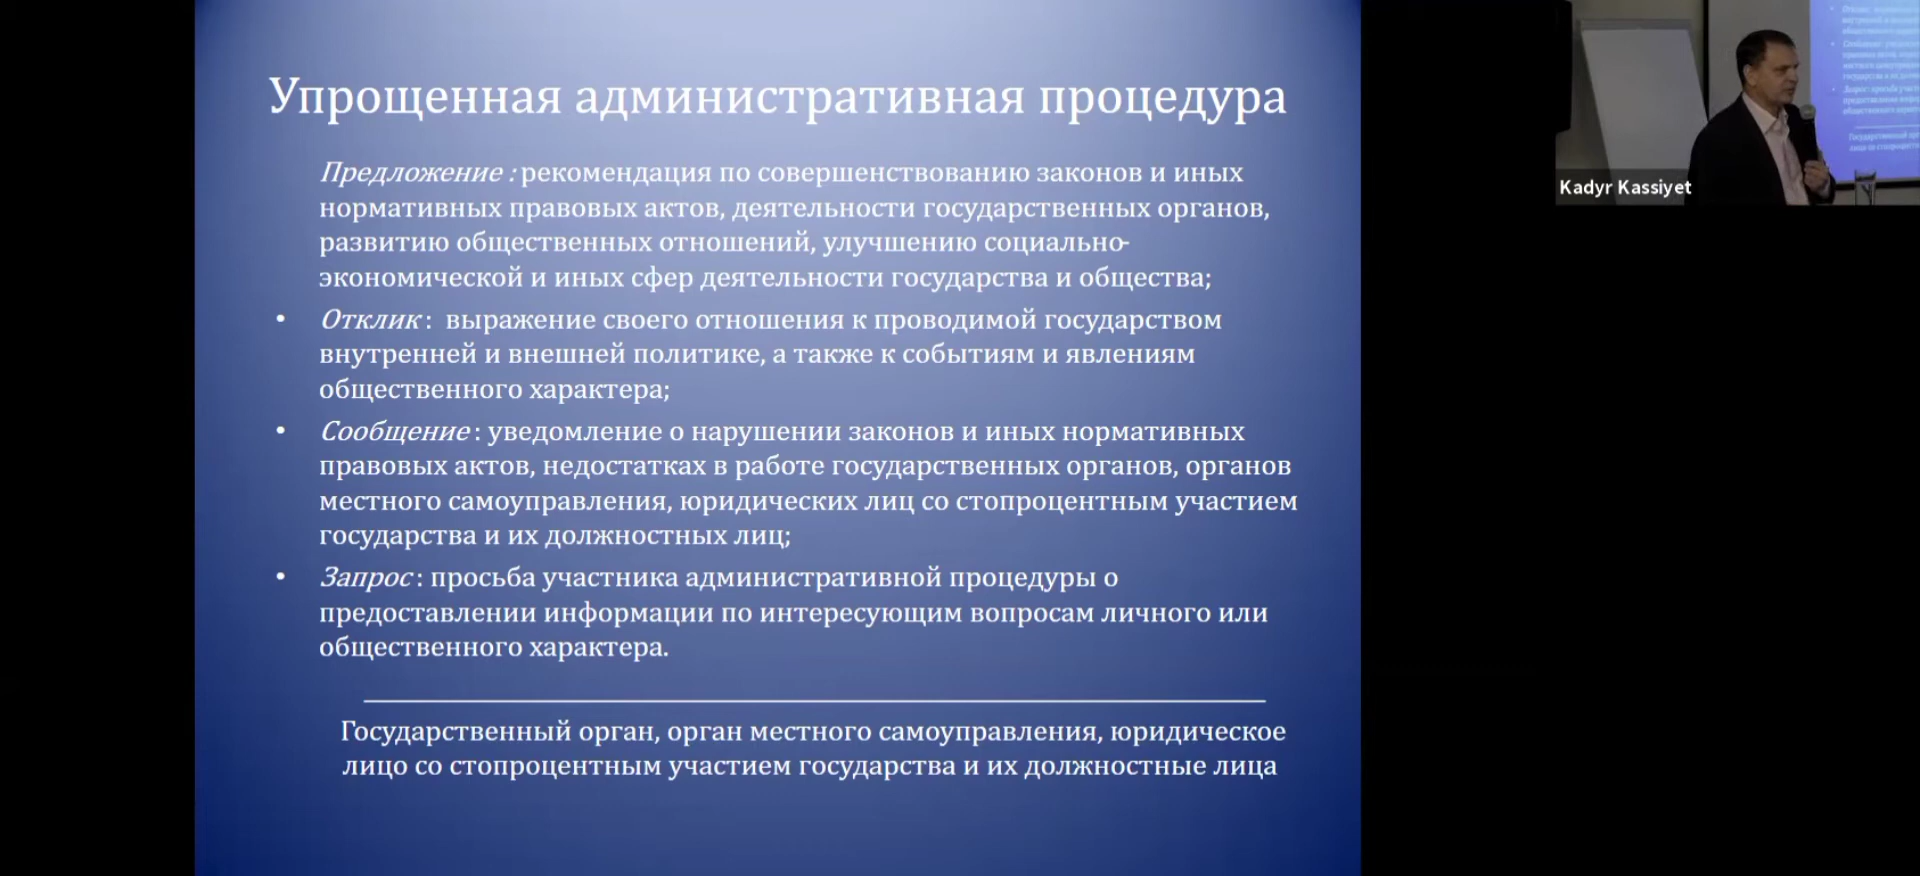 Упрощенная административная процедура
Предложение : рекомендация по совершенствованию законов и иных
нормативных правовых актов, деятельности государственных органов,
развитию общественных отношений, улучшению социально-
экономической и иных сфер деятельности государства и общества;
• Отклик : выражение своего отношения к проводимой государством
внутренней и внешней политике, а также к событиям и явлениям
общественного характера;
• Сообщение : уведомление о нарушении законов и иных нормативных
правовых актов, недостатках в работе государственных органов, органов
местного самоуправления, юридических лиц со стопроцентным участием
государства и их должностных лиц;
• Запрос : просьба участника административной процедуры о
предоставлении информации по интересующим вопросам личного или
общественного характера.
Государственный орган, орган местного самоуправления, юридическое
лицо со стопроцентным участием государства и их должностные лица
Kadyr Kassiyet